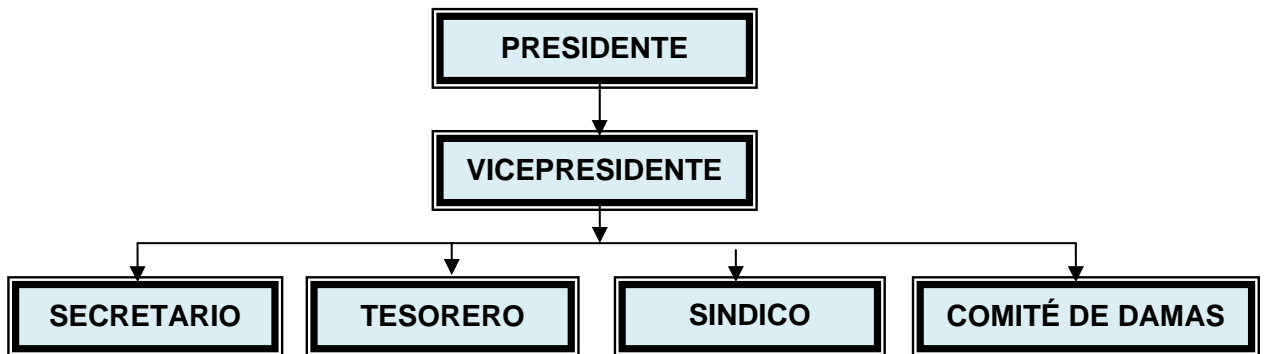 PRESIDENTE
VICEPRESIDENTE
SECRETARIO
TESORERO
SINDICO
COMITÉ DE DAMAS